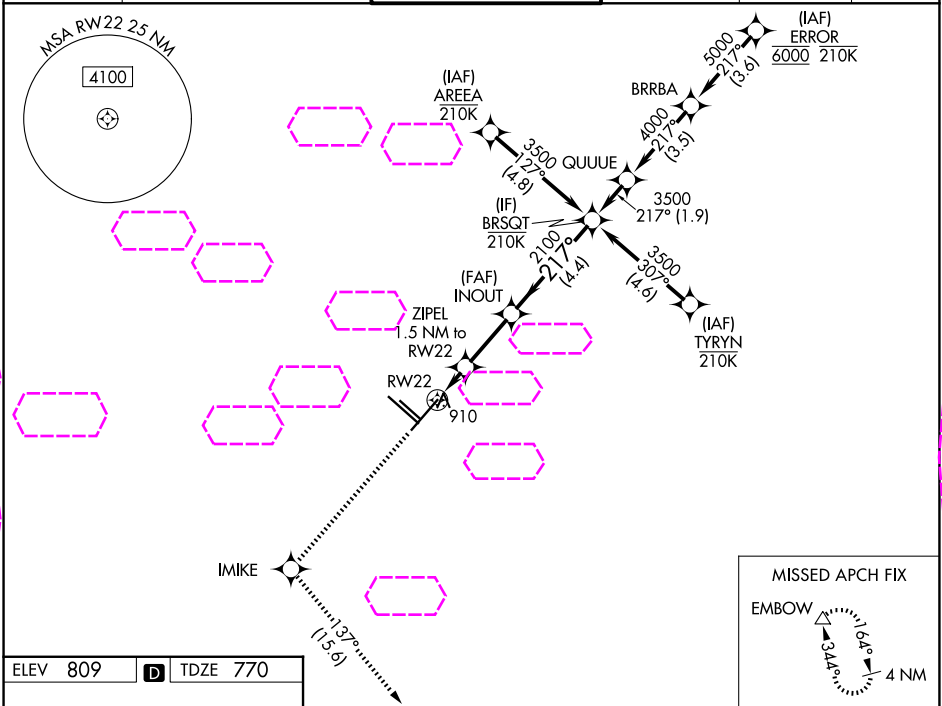 MSA RW22 25 NM
4100
(IAF)
ERROR
6000 210K
5000
217°
(3.6)
BRRBA
4000
217°
(3.5)
(IAF)
AREEA
210K
3500
127°
(4.8)
QUUUE
3500
217° (1.9)
(IF)
BRSQT
210K
2100
217°
(4.4)
3500
307°
(4.6)
(IAF)
TYRYN
210K
(FAF)
INOUT
ZIPEL
1.5 NM to
RW22
RW22
910
IMIKE
137°
(15.6)
MISSED APCH FIX
EMBOW
164°
344°
4 NM
ELEV 809 D TDZE 770